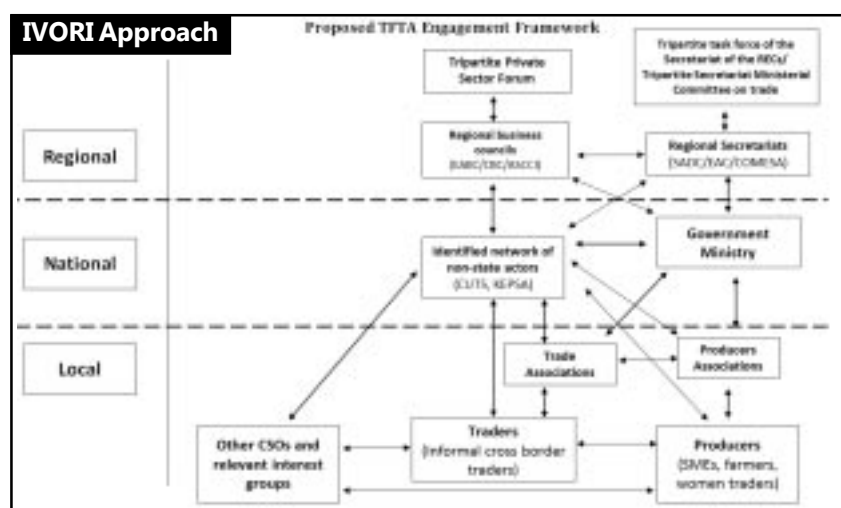 IVORI Approach
Proposed TFTA Engagement Framework
Tripartite Private
Sector Forum
Tripartite task force of the
Secretariat of the RECs/
Tripartite Secretariat Ministerial
Committee on trade
Regional
Regional business
councils
Regional Secretariats
(SADC/EAC/COMESA)
National
Identified network of
non-state actors
(CUTS, KEPSA)
Government
Ministry
Local
Trade
Associations
Producers
Associations
Other CSOs and
relevant interest
groups
Traders
(Informal cross border
traders)
Producers
(SMEs, farmers,
women traders)